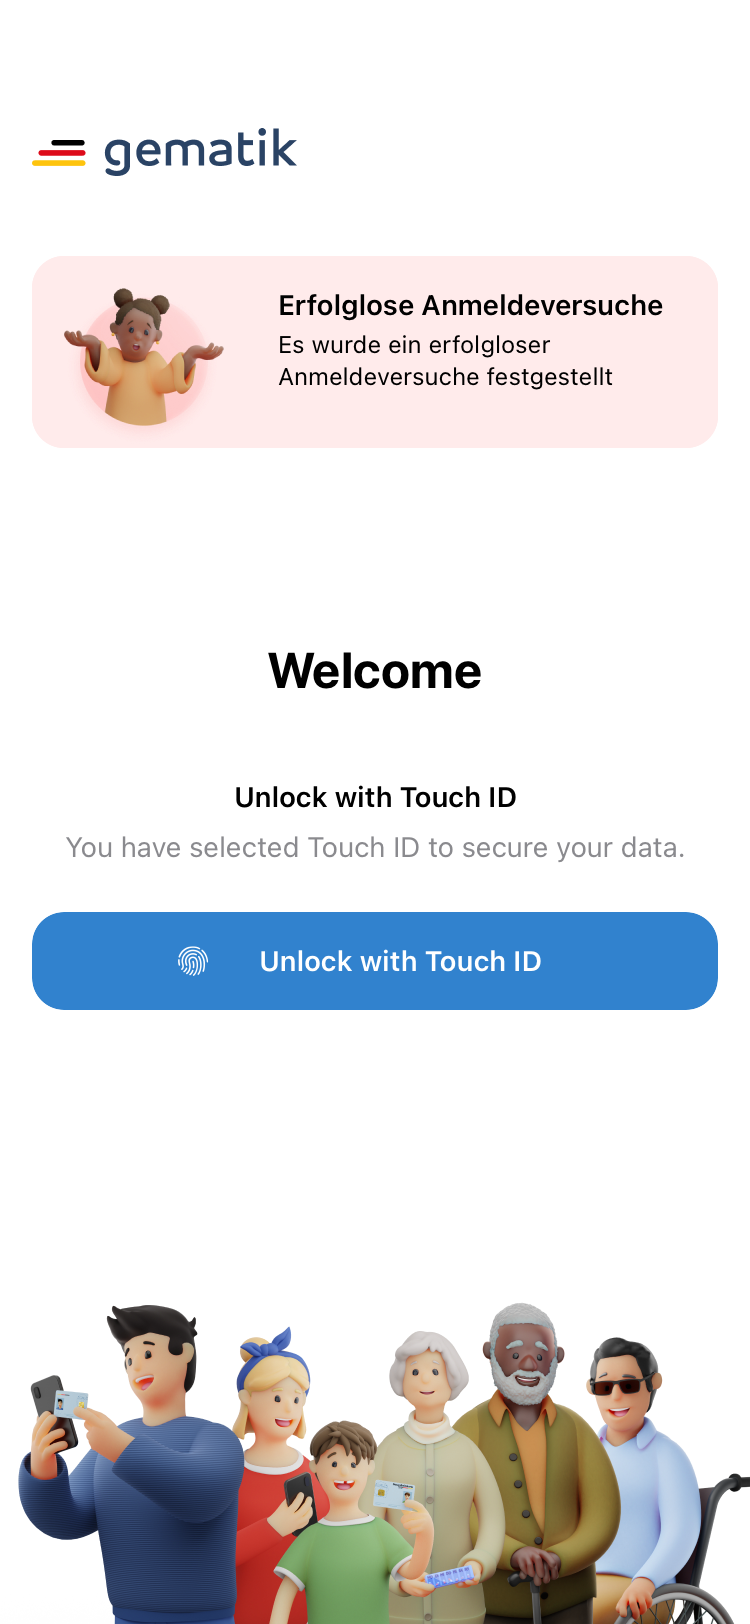 gematik
Erfolglose Anmeldeversuche
Es wurde ein erfolgloser
Anmeldeversuche festgestellt
Welcome
Unlock with Touch ID
You have selected Touch ID to secure your data.
Unlock with Touch ID